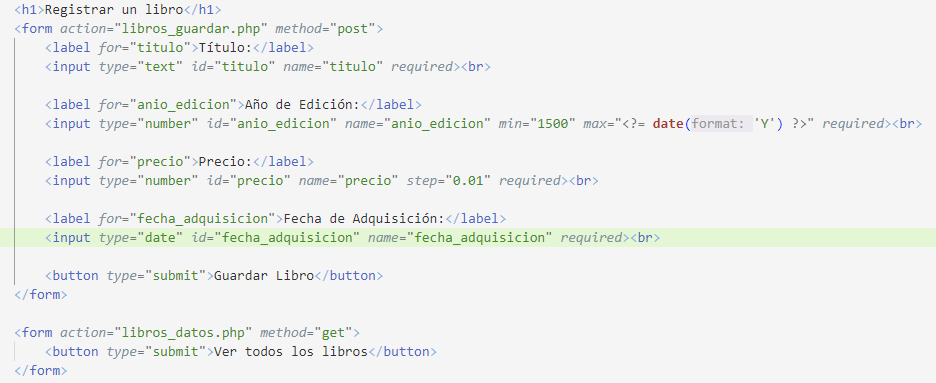 <h1>Registrar un libro</h1>
<form action="libros_guardar.php" method="post">
<label for="titulo">Título:</label>
<input type="text" id="titulo" name="titulo" required><br>
<label for="anio_edicion">Año de Edición:</label>
<input type="number" id="anio_edicion" name="anio_edicion" min="1500" max="<?= date(format: 'Y') ?>" required><br>
<label for="precio">Precio:</label>
<input type="number" id="precio" name="precio" step="0.01" required><br>
<label for="fecha_adquisicion">Fecha de Adquisición:</label>
<input type="date" id="fecha_adquisicion" name="fecha_adquisicion" required><br>
<button type="submit">Guardar Libro</button>
</form>
<form action="libros_datos.php" method="get">
<button type="submit">Ver todos los libros</button>
</form>